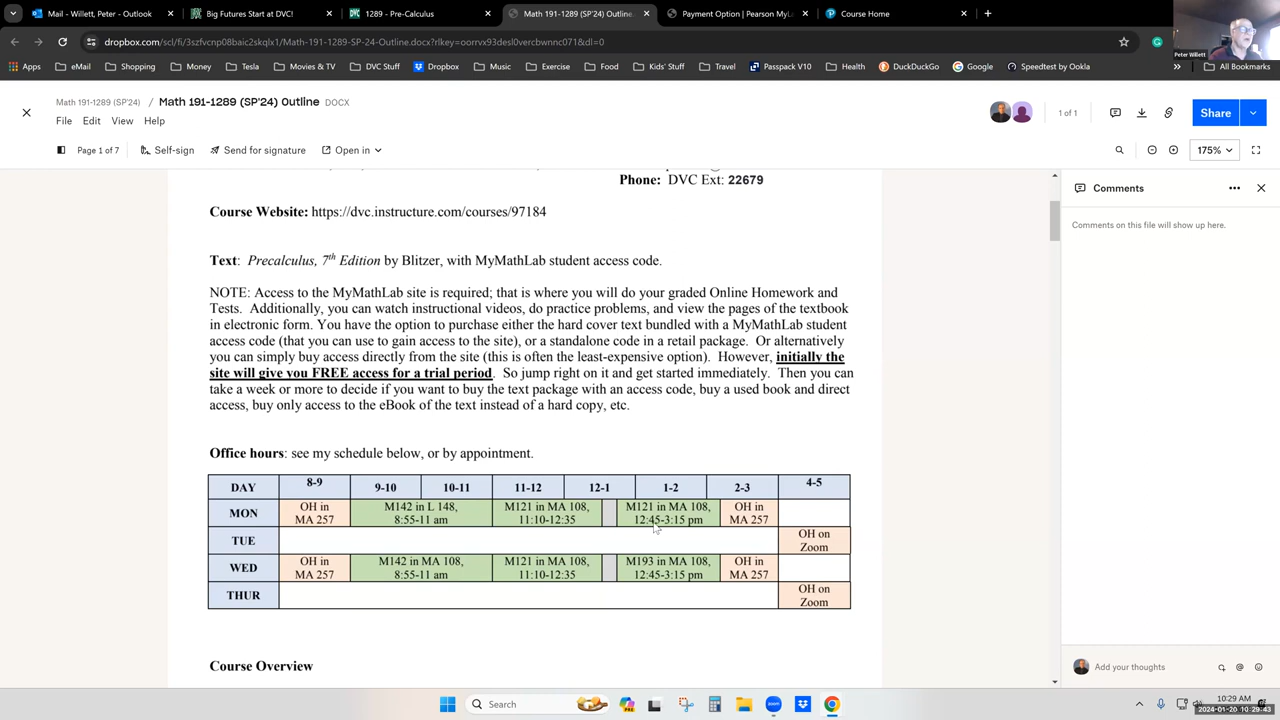 Mail - Willett, Peter - Outlook
Big Futures Start at DVC!
1289 - Pre-Calculus
Math 191-1289 (SP'24) Outline.
Payment Option | Pearson MyLa
Course Home
Peter Willett
dropbox.com/scl/fi/3szfvcnp08baic2skqlx1/Math-191-1289-SP-24-Outline.docx?rlkey=oorrvx93desl0vercbwnnc071&dl=0
Apps
eMail
Shopping
Money
Tesla
Movies & TV
DVC Stuff
Dropbox
Music
Exercise
Food
Kids' Stuff
Travel
Passpack V10
Health
DuckDuckGo
Google
Speedtest by Ookla
All Bookmarks
Math 191-1289 (SP'24) / Math 191-1289 (SP'24) Outline DOCX
File Edit View Help
1 of 1
Share
Page 1 of 7
Self-sign
Send for signature
Open in
175%
Phone: DVC Ext: 22679
Comments
Course Website: https://dvc.instructure.com/courses/97184
Comments on this file will show up here.
Text: Precalculus, 7th Edition by Blitzer, with MyMathLab student access code.
NOTE: Access to the MyMathLab site is required; that is where you will do your graded Online Homework and
Tests. Additionally, you can watch instructional videos, do practice problems, and view the pages of the textbook
in electronic form. You have the option to purchase either the hard cover text bundled with a MyMathLab student
access code (that you can use to gain access to the site), or a standalone code in a retail package. Or alternatively
you can simply buy access directly from the site (this is often the least-expensive option). However, initially the
site will give you FREE access for a trial period. So jump right on it and get started immediately. Then you can
take a week or more to decide if you want to buy the text package with an access code, buy a used book and direct
access, buy only access to the eBook of the text instead of a hard copy, etc.
Office hours: see my schedule below, or by appointment.
DAY 8-9 9-10 10-11 11-12 12-1 1-2 2-3 4-5
MON
OH in
MA 257
M142 in L 148,
8:55-11 am
M121 in MA 108,
11:10-12:35
M121 in MA 108,
12:45-3:15 pm
OH in
MA 257
TUE
OH on
Zoom
WED
OH in
MA 257
M142 in MA 108,
8:55-11 am
M121 in MA 108,
11:10-12:35
M193 in MA 108,
12:45-3:15 pm
OH in
MA 257
THUR
OH on
Zoom
Course Overview
Add your thoughts
Search
10:29 AM
2024-01-20 10:29:43